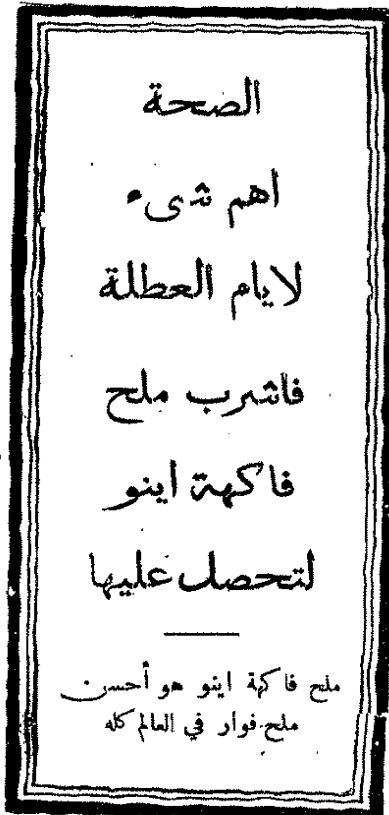 الصحة
اهم شىء
لايام العطلة
فاشرب ملح
فاكهة اينو
لتحصل عليها
ملح فاكهة اينو هو أحسن
ملح فوار في العالم كله